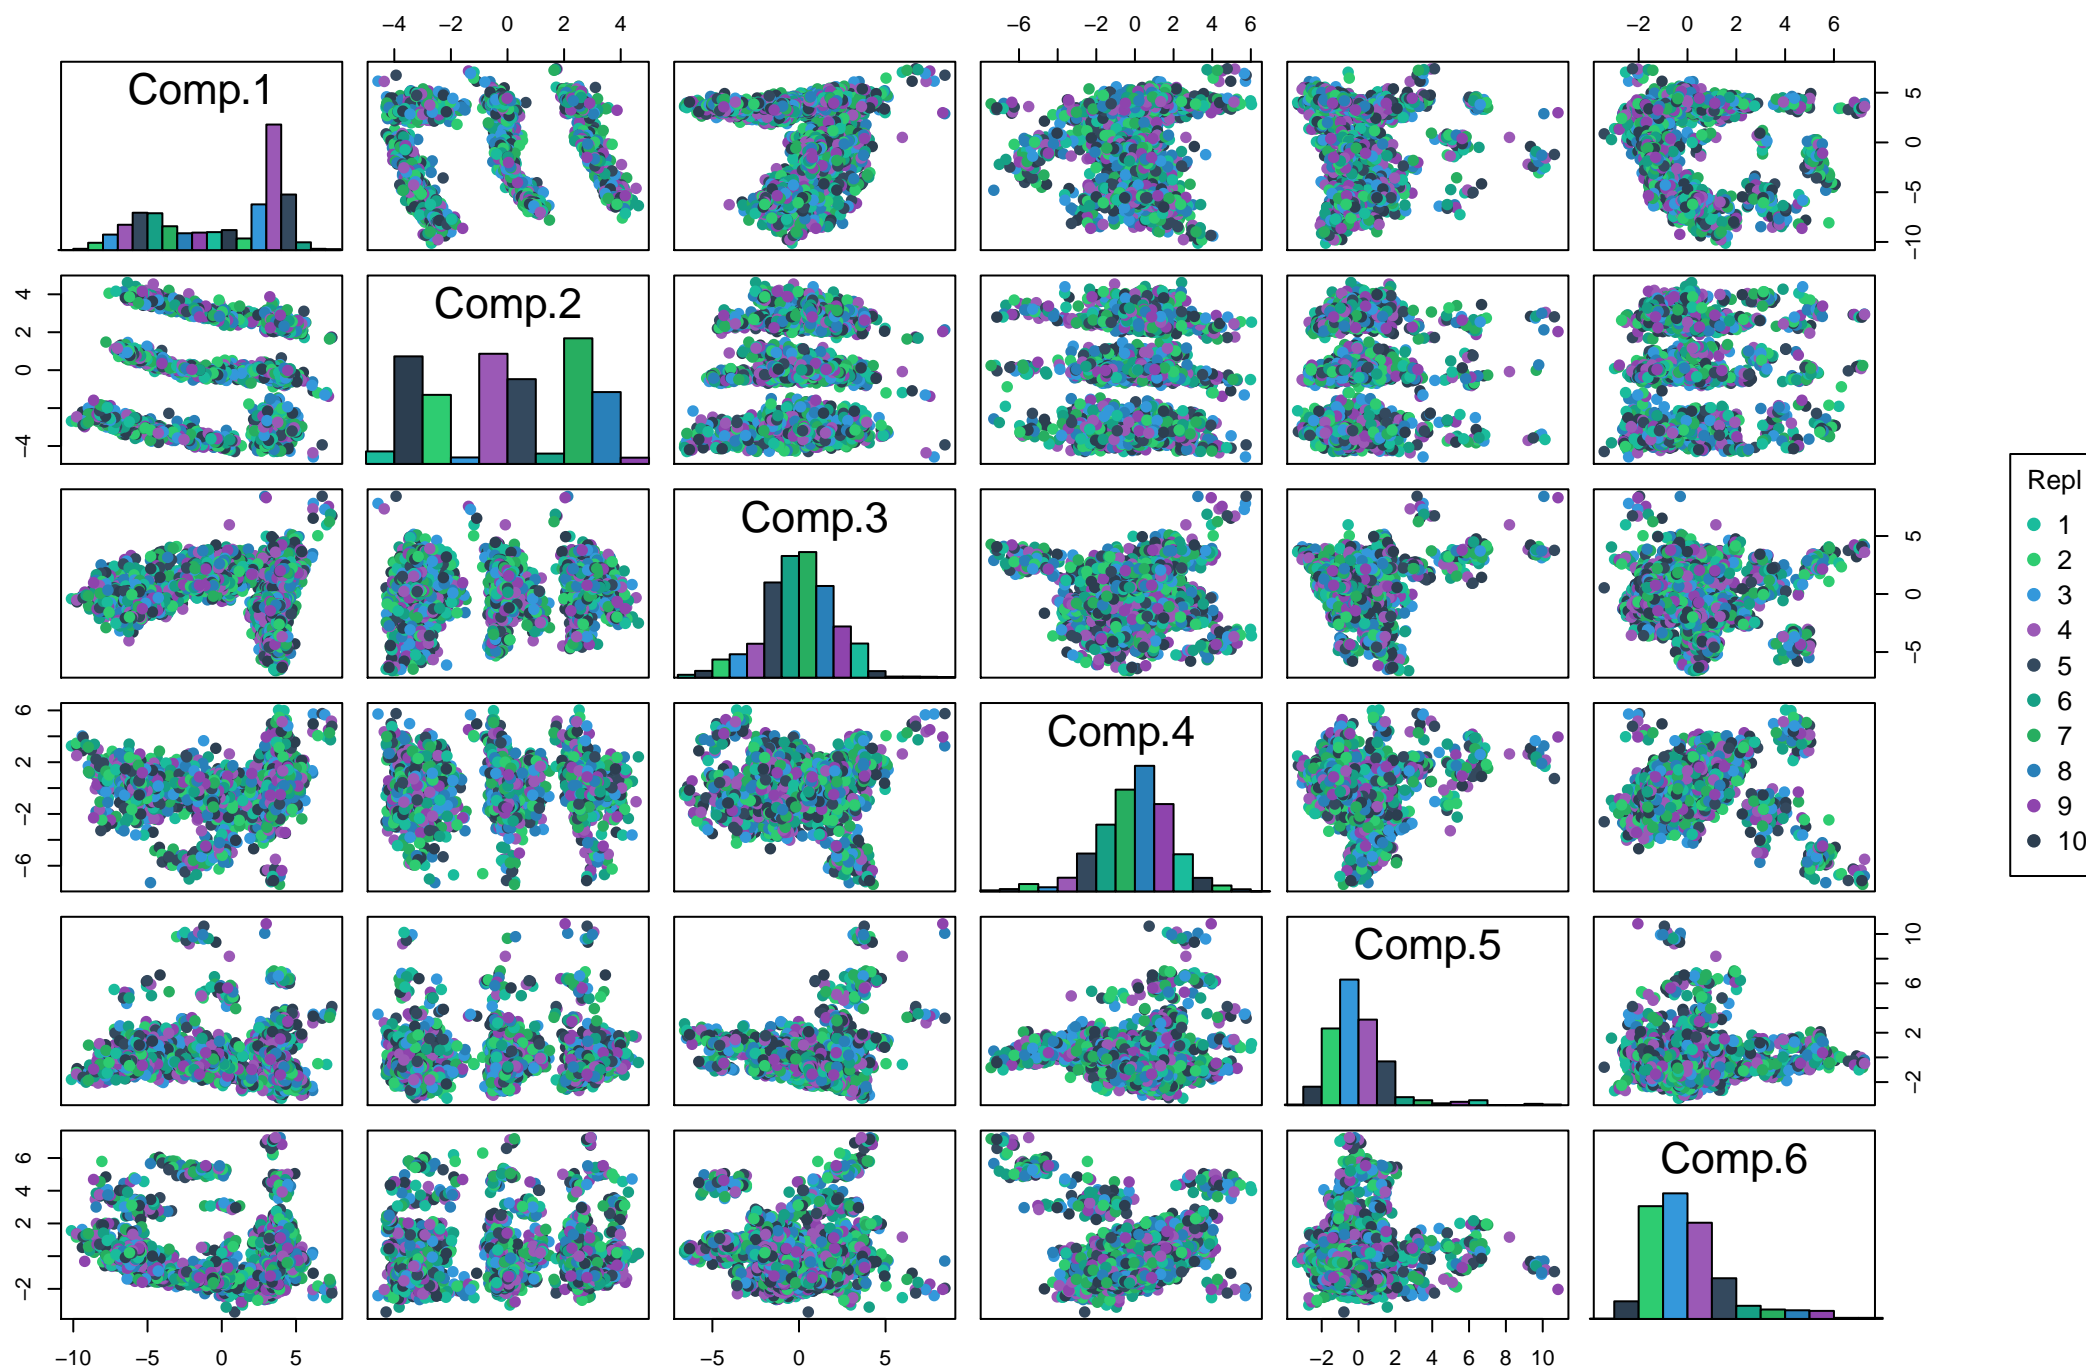 −4 −2 0 2 4
−6 −2 0 2 4 6
−2 0 2 4 6
Comp.1
−10 −5 0 5
4 2 0 −4
Comp.2
Comp.3
−5 0 5
6 2 −2 −6
Comp.4
Comp.5
−2 2 6 10
6 4 2 −2
Comp.6
−10 −5 0 5
−5 0 5
−2 0 2 4 6 8 10
Repl
1
2
3
4
5
6
7
8
9
10